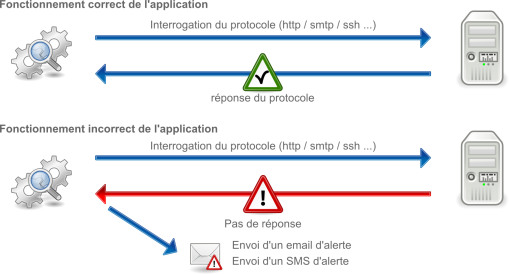 Fonctionnement correct de l'application
Interrogation du protocole (http / smtp / ssh ...)
réponse du protocole
Fonctionnement incorrect de l'application
Interrogation du protocole (http / smtp / ssh ...)
!
Pas de réponse
Envoi d'un email d'alerte
!
Envoi d'un SMS d'alerte